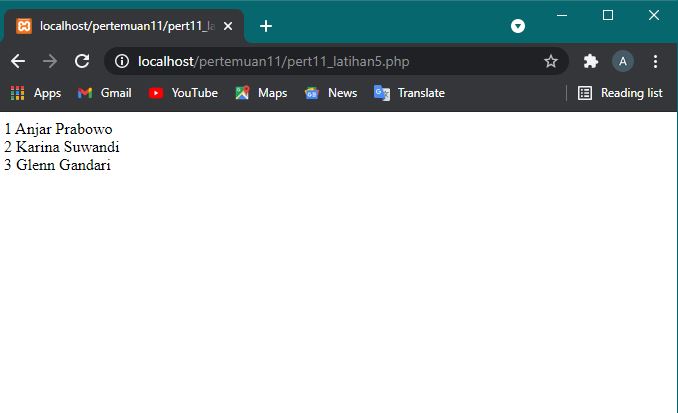 localhost/pertemuan11/pert11_la
localhost/pertemuan11/pert11_latihan5.php
A
Apps Gmail YouTube Maps News Translate Reading list
1 Anjar Prabowo
2 Karina Suwandi
3 Glenn Gandari